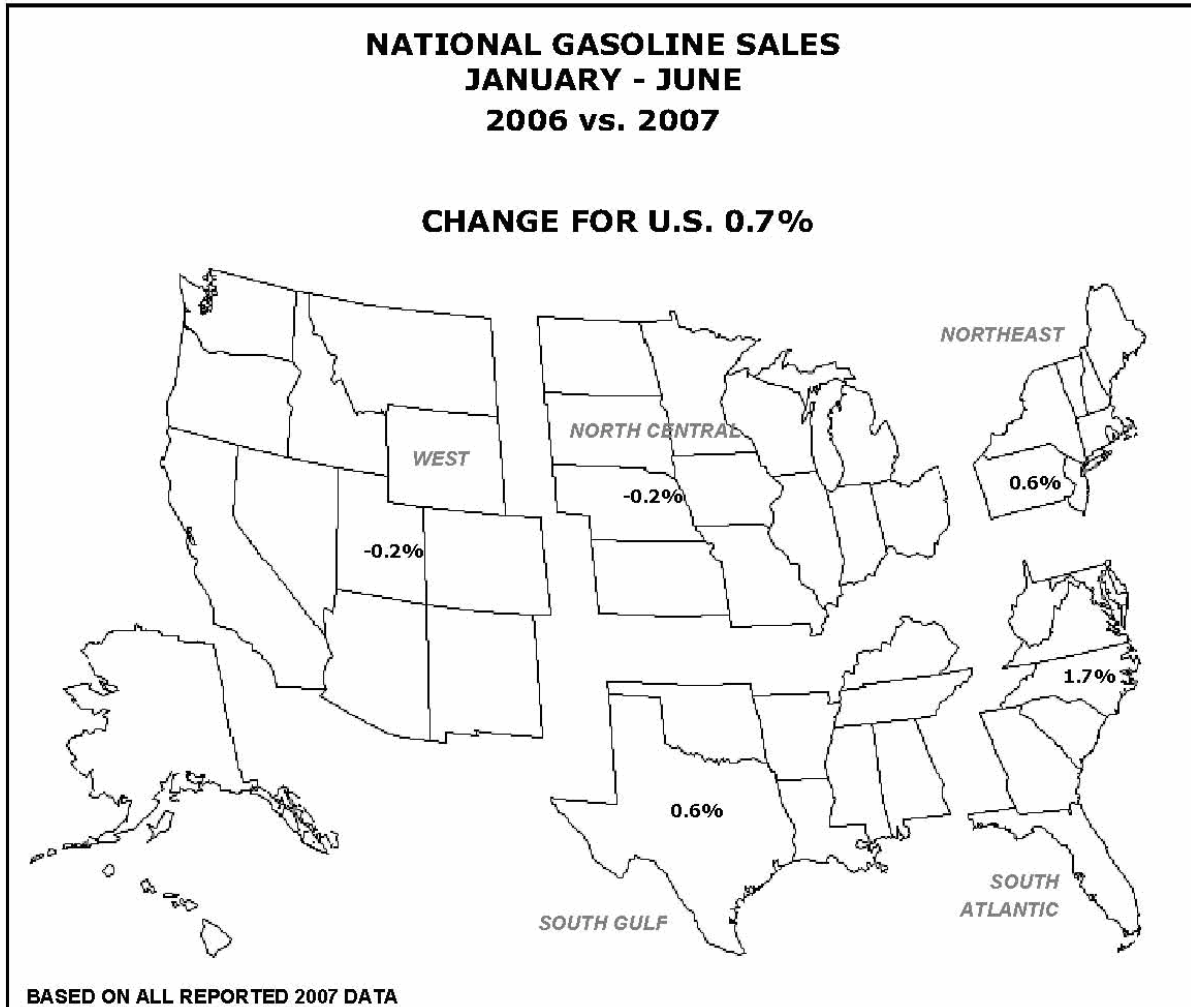 NATIONAL GASOLINE SALES
JANUARY - JUNE
2006 vs. 2007
CHANGE FOR U.S. 0.7%
NORTHEAST
NORTH CENTRAL
WEST
0.6%
-0.2%
-0.2%
1.7%
0.6%
SOUTH
ATLANTIC
SOUTH GULF
BASED ON ALL REPORTED 2007 DATA